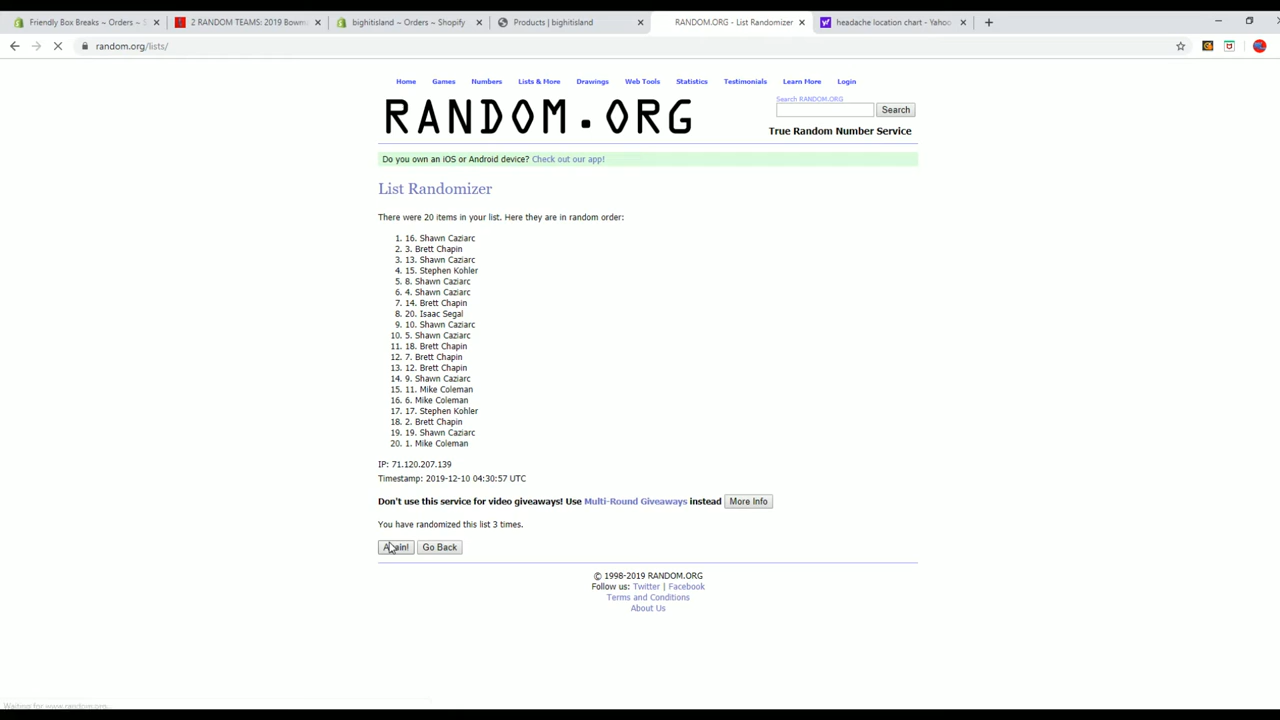 Friendly Box Breaks ~ Orders ~ S
2 RANDOM TEAMS: 2019 Bowm
bighitisland ~ Orders ~ Shopify
Products | bighitisland
RANDOM.ORG - List Randomizer
headache location chart - Yahoo
random.org/lists/
Home Games Numbers Lists & More Drawings Web Tools Statistics Testimonials Learn More Login
RANDOM.ORG
Search RANDOM.ORG
Search
True Random Number Service
Do you own an iOS or Android device? Check out our app!
List Randomizer
There were 20 items in your list. Here they are in random order:
1. 16. Shawn Caziarc
2. 3. Brett Chapin
3. 13. Shawn Caziarc
4. 15. Stephen Kohler
5. 8. Shawn Caziarc
6. 4. Shawn Caziarc
7. 14. Brett Chapin
8. 20. Isaac Segal
9. 10. Shawn Caziarc
10. 5. Shawn Caziarc
11. 18. Brett Chapin
12. 7. Brett Chapin
13. 12. Brett Chapin
14. 9. Shawn Caziarc
15. 11. Mike Coleman
16. 6. Mike Coleman
17. 17. Stephen Kohler
18. 2. Brett Chapin
19. 19. Shawn Caziarc
20. 1. Mike Coleman
IP: 71.120.207.139
Timestamp: 2019-12-10 04:30:57 UTC
Don't use this service for video giveaways! Use Multi-Round Giveaways instead More Info
You have randomized this list 3 times.
Again! Go Back
© 1998-2019 RANDOM.ORG
Follow us: Twitter | Facebook
Terms and Conditions
About Us
Waiting for www.random.org...